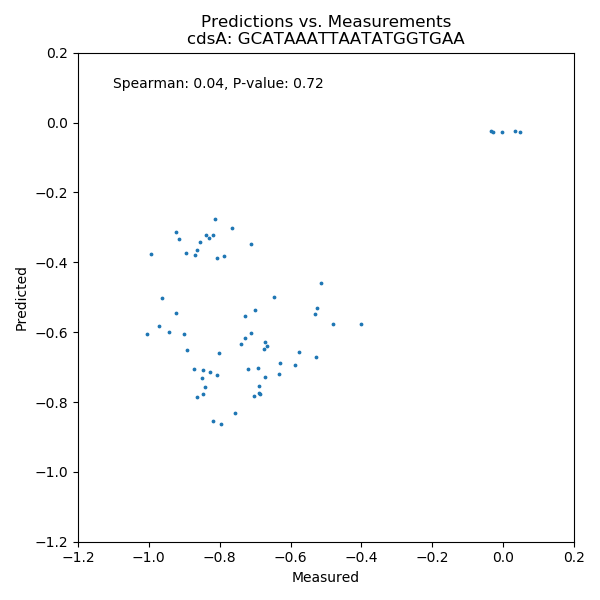 Predictions vs. Measurements
cdsA: GCATAAATTAATATGGTGAA
Spearman: 0.04, P-value: 0.72
0.2
0.0
−0.2
−0.4
−0.6
−0.8
−1.0
−1.2
Predicted
−1.2 −1.0 −0.8 −0.6 −0.4 −0.2 0.0 0.2
Measured